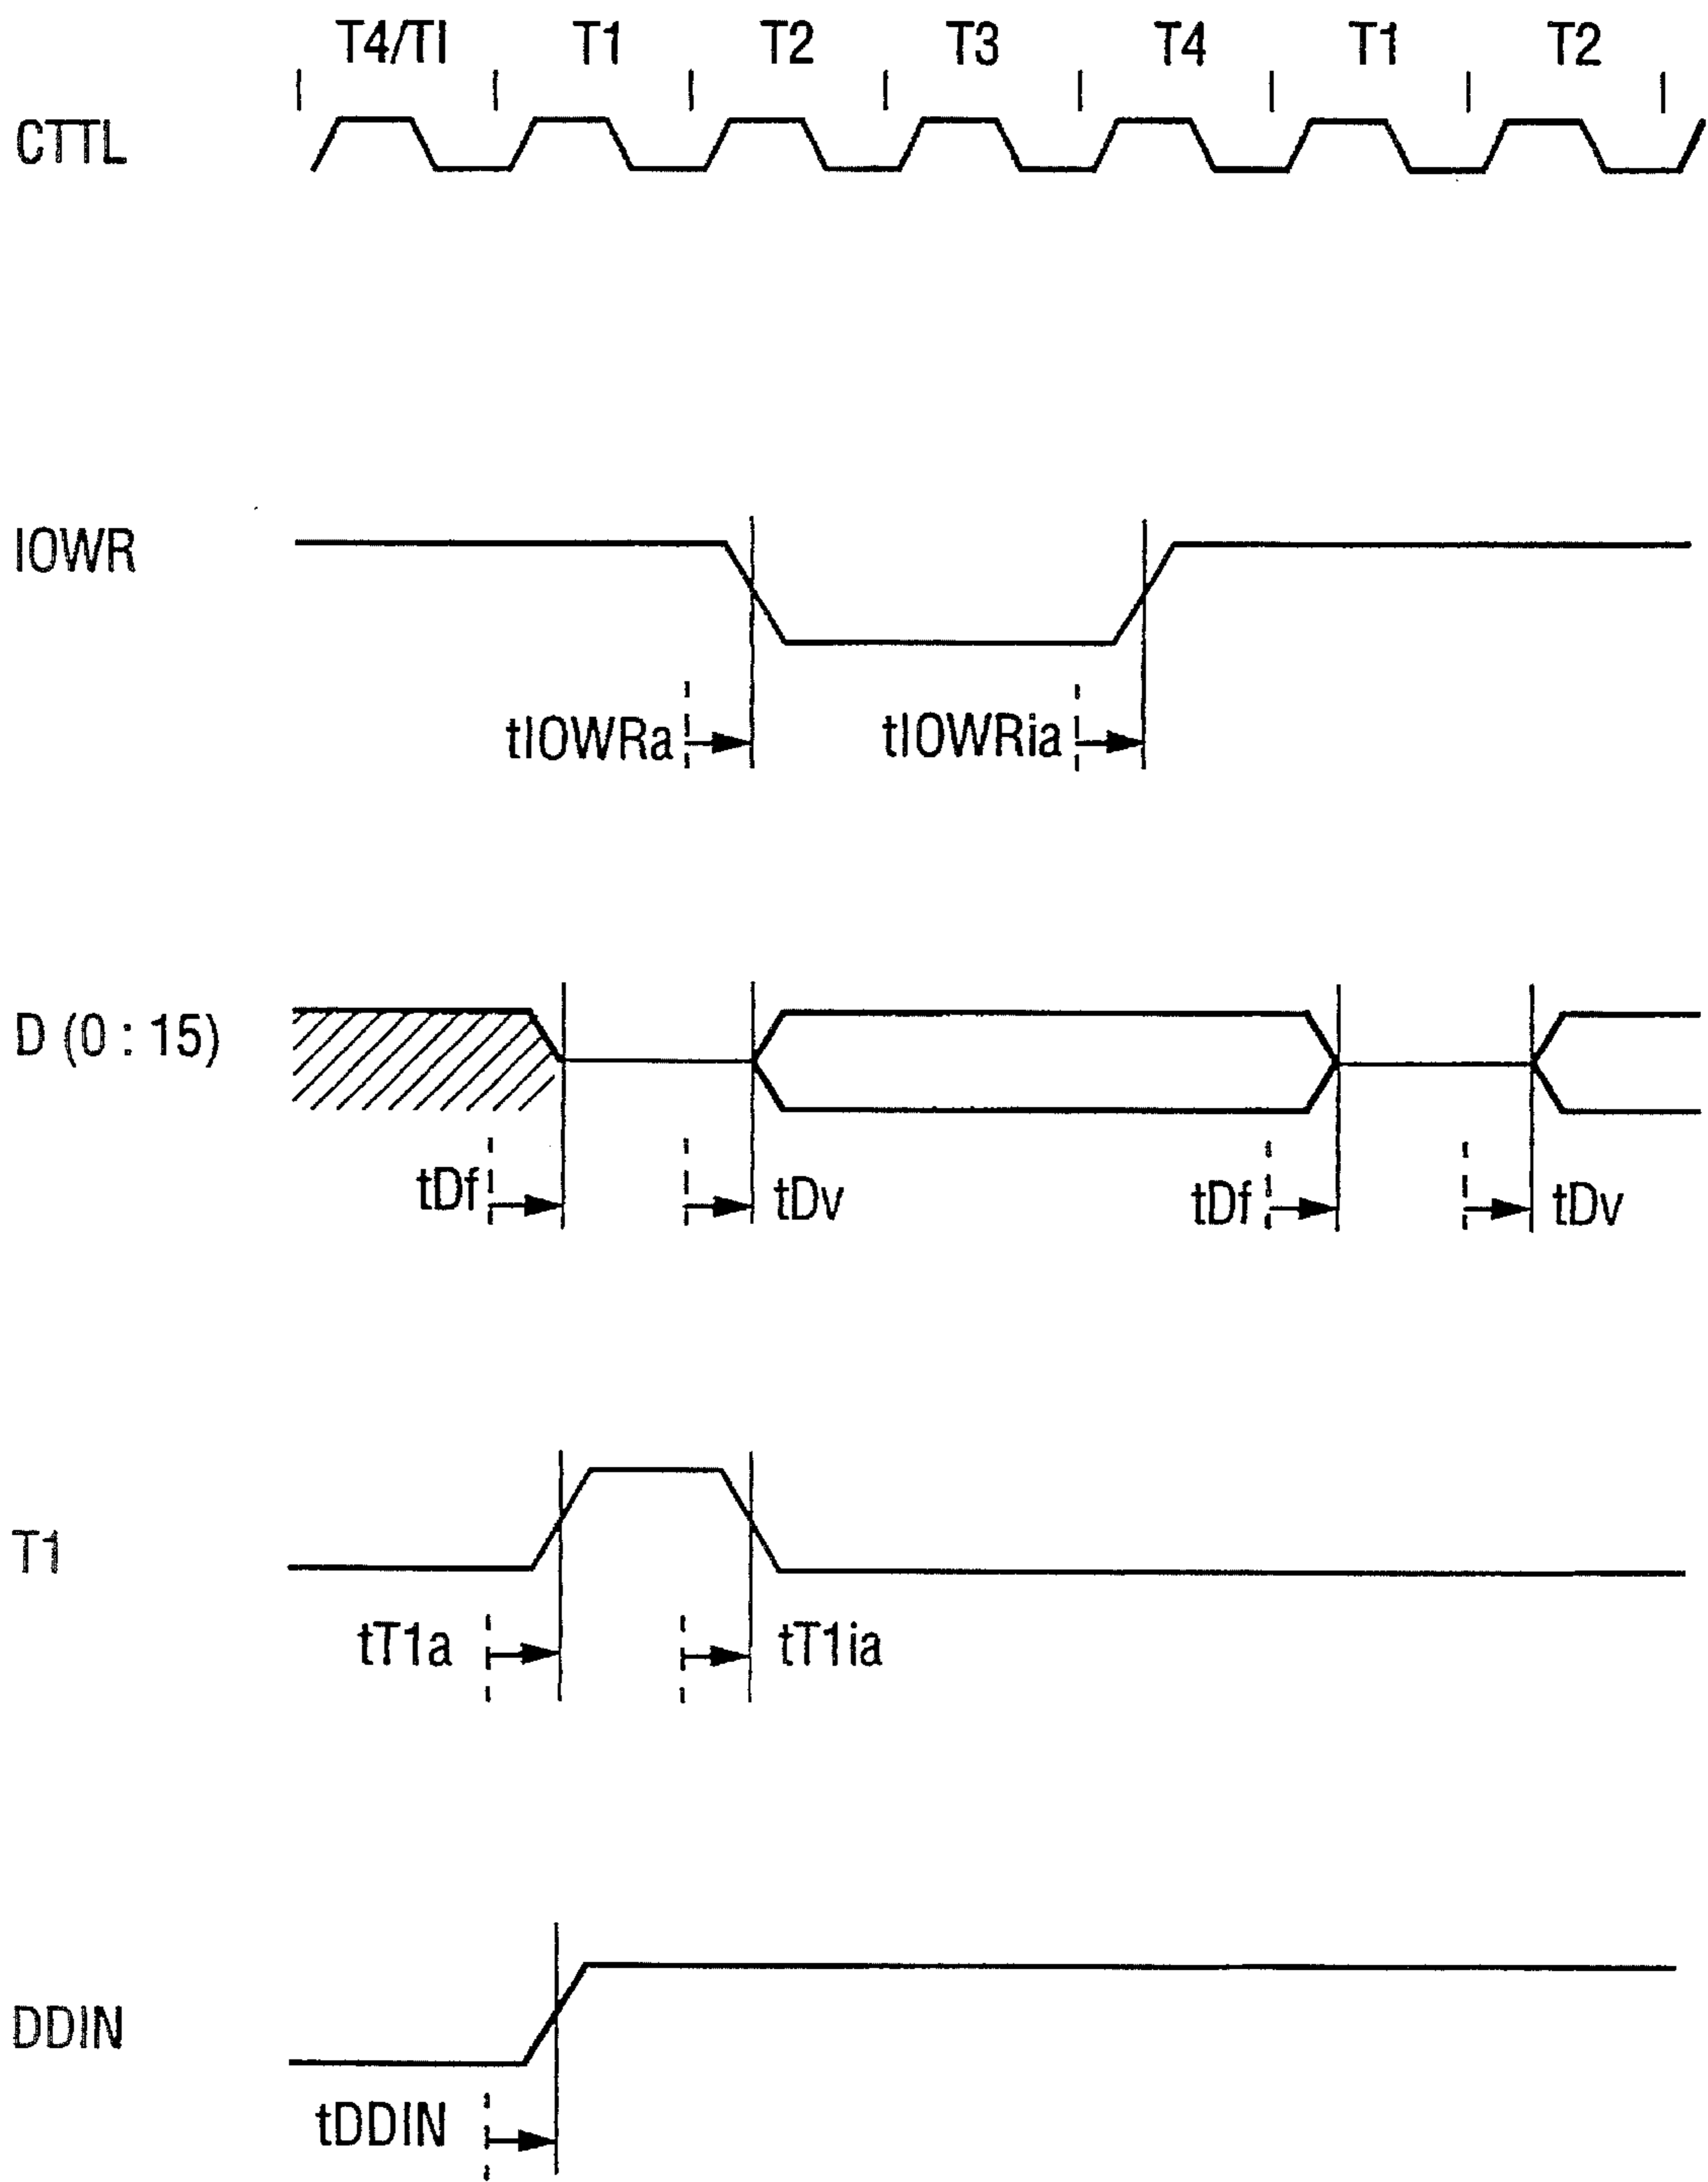 T4/TI T1 T2 T3 T4 T1 T2
CTTL
IOWR
tIOWRa tIOWRia
D (0 : 15)
tDf tDv tDf tDv
T1
tT1a tT1ia
DDIN
tDDIN